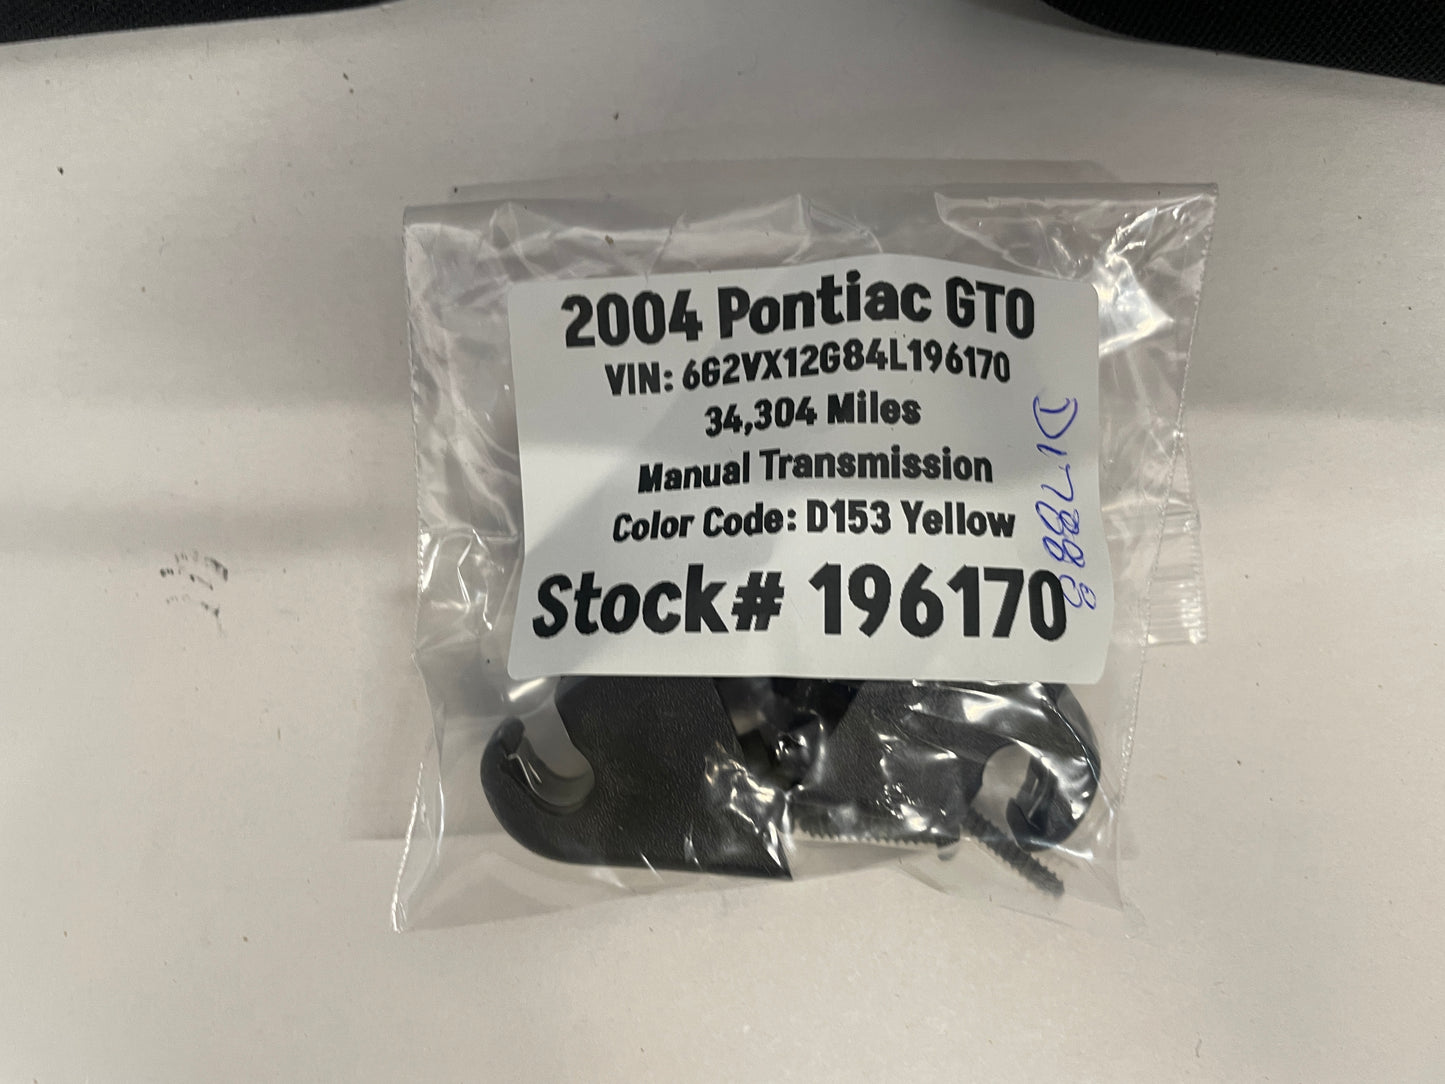 2004 Pontiac GTO
VIN: 6G2VX12G84L196170
34,304 Miles
Manual Transmission
Color Code: D153 Yellow
Stock# 196170